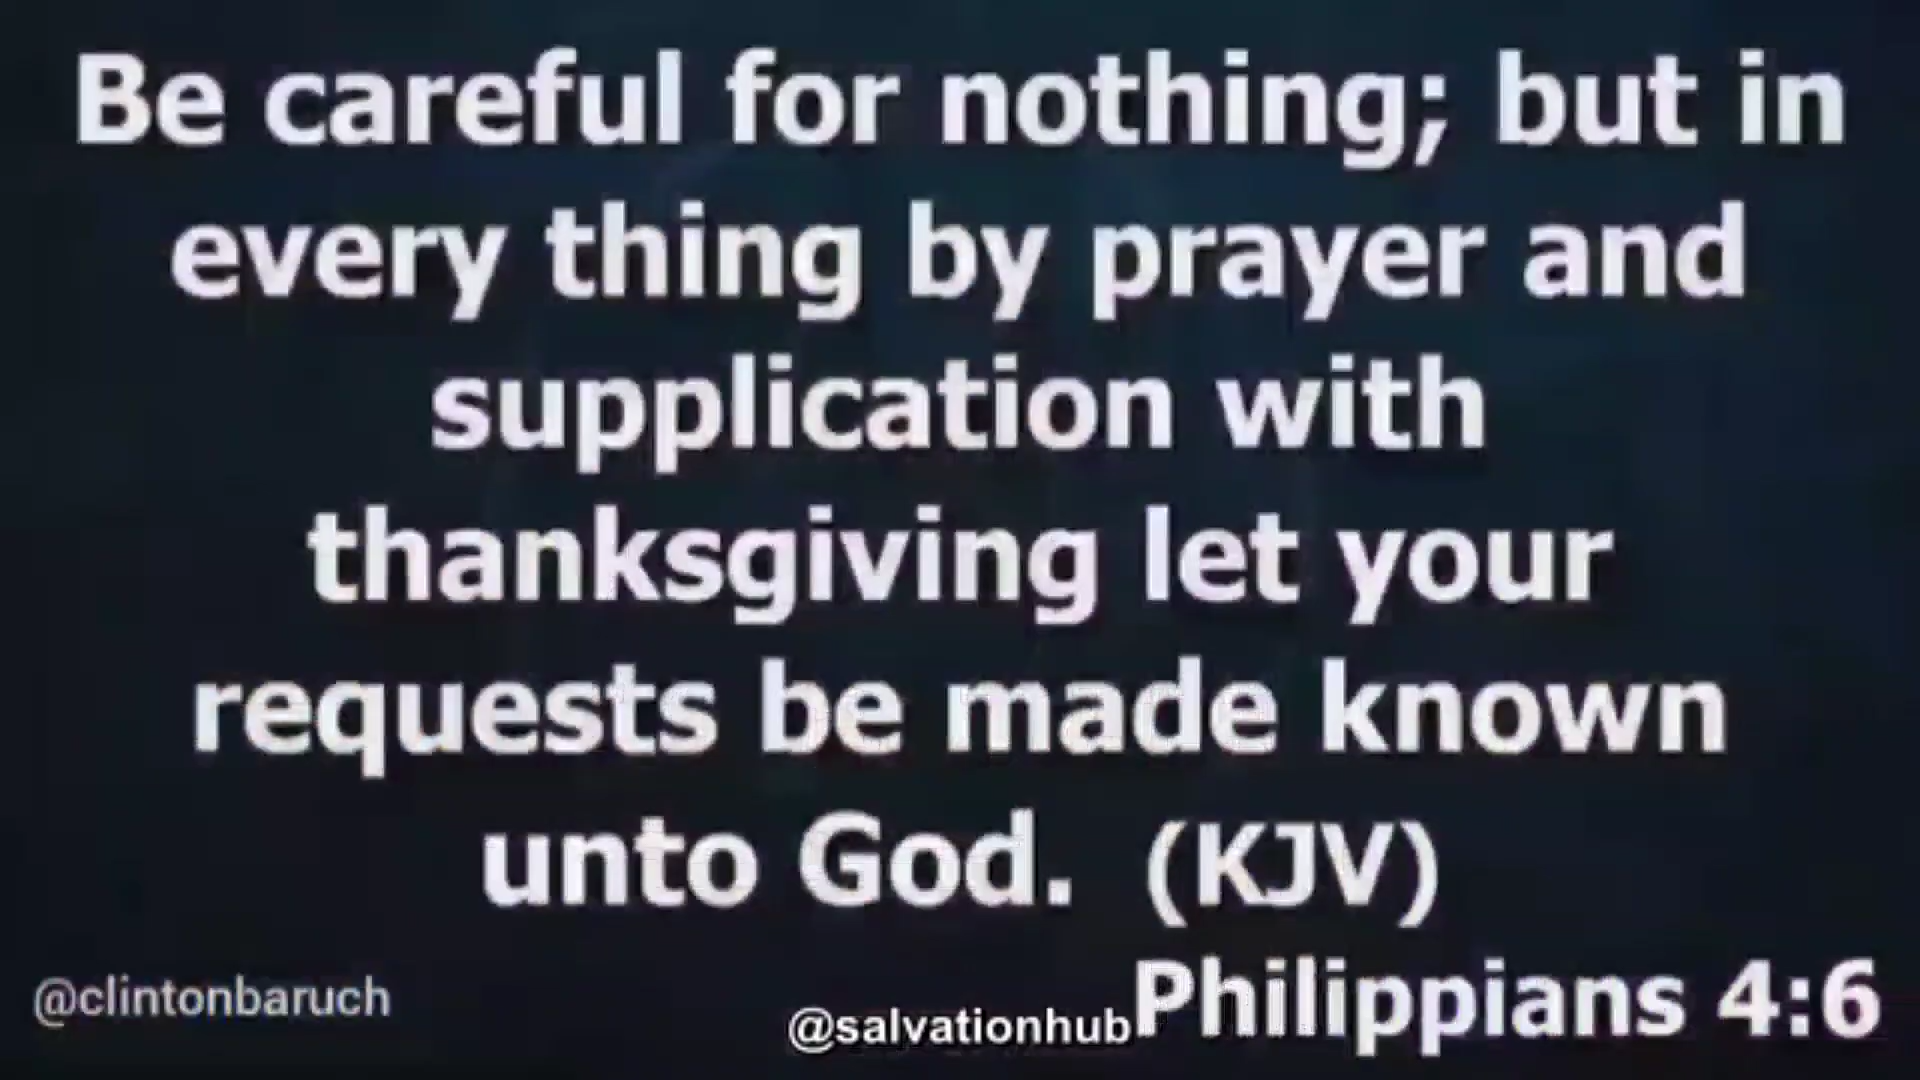 Be careful for nothing; but in
every thing by prayer and
supplication with
thanksgiving let your
requests be made known
unto God. (KJV)
Philippians 4:6
@clintonbaruch
@salvationhub